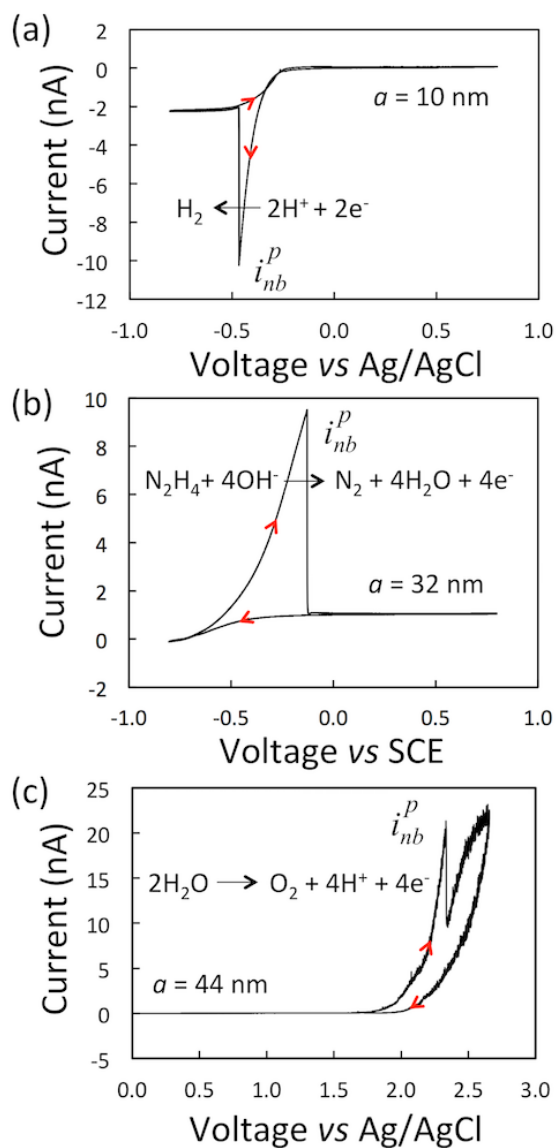 (a)
2
0
-2
-4
-6
-8
-10
-12
Current (nA)
a = 10 nm
H₂ ← 2H⁺ + 2e⁻
i_nb^p
-1.0 -0.5 0.0 0.5 1.0
Voltage vs Ag/AgCl
(b)
10
8
6
4
2
0
-2
Current (nA)
i_nb^p
N₂H₄+ 4OH⁻ → N₂ + 4H₂O + 4e⁻
a = 32 nm
-1.0 -0.5 0.0 0.5 1.0
Voltage vs SCE
(c)
25
20
15
10
5
0
-5
Current (nA)
i_nb^p
2H₂O → O₂ + 4H⁺ + 4e⁻
a = 44 nm
0.0 0.5 1.0 1.5 2.0 2.5 3.0
Voltage vs Ag/AgCl